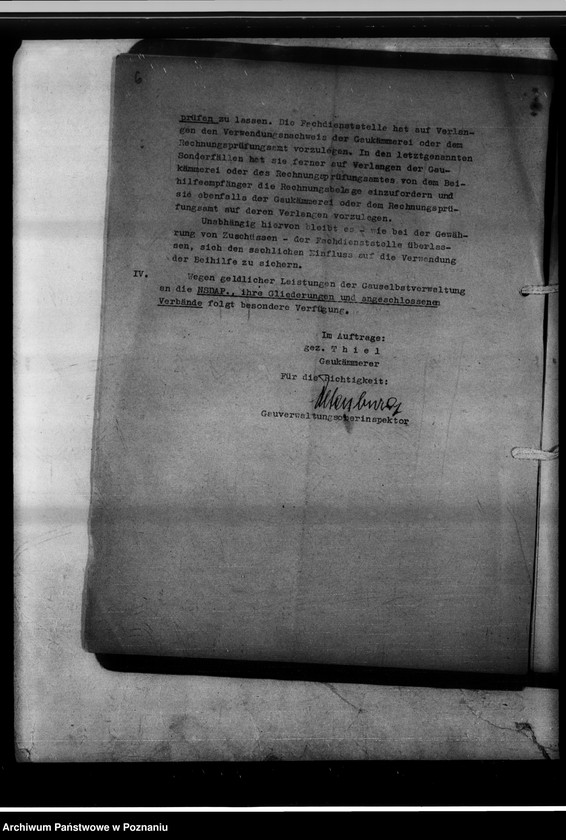 6
prüfen zu lassen. Die Fachdienststelle hat auf Verlan-
gen den Verwendungsnachweis der Gaukämmerei oder dem
Rechnungsprüfungsamt vorzulegen. In den letztgenannten
Sonderfällen hat sie ferner auf Verlangen der Gau-
kämmerei oder des Rechnungsprüfungsamtes von dem Bei-
hilfeempfänger die Rechnungsbelege einzufordern und
sie ebenfalls der Gaukämmerei oder dem Rechnungsprü-
fungsamt auf deren Verlangen vorzulegen.
Unabhängig hiervon bleibt es - wie bei der Gewäh-
rung von Zuschüssen - der Fachdienststelle überlas-
sen, sich den sachlichen Einfluss auf die Verwendung
der Beihilfe zu sichern.
IV. Wegen geldlicher Leistungen der Gauselbstverwaltung
an die NSDAP., ihre Gliederungen und angeschlossenen
Verbände folgt besondere Verfügung.
Im Auftrage:
gez. T h i e l
Gaukämmerer
Für die Richtigkeit:
Altenburg
Gauverwaltungsoberinspektor
Archiwum Państwowe w Poznaniu